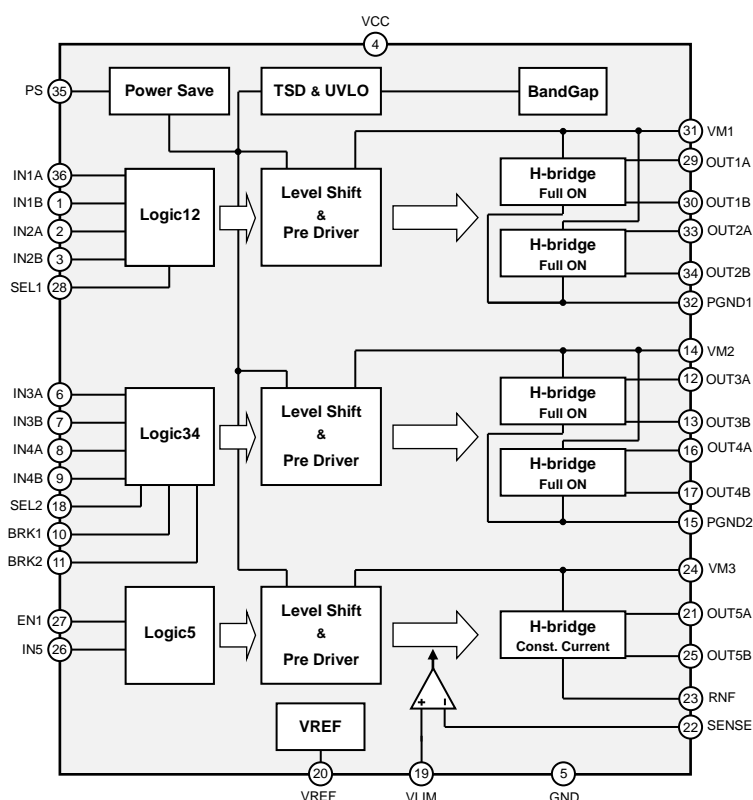 VCC
4
PS 35 Power Save TSD & UVLO BandGap
31 VM1
IN1A 36
29 OUT1A
H-bridge
Full ON
IN1B 1
Logic12
Level Shift
&
Pre Driver
30 OUT1B
IN2A 2
33 OUT2A
H-bridge
Full ON
IN2B 3
34 OUT2B
SEL1 28
32 PGND1
14 VM2
IN3A 6
12 OUT3A
H-bridge
Full ON
IN3B 7
13 OUT3B
Logic34
Level Shift
&
Pre Driver
IN4A 8
16 OUT4A
H-bridge
Full ON
IN4B 9
17 OUT4B
SEL2 18
15 PGND2
BRK1 10
BRK2 11
24 VM3
EN1 27
21 OUT5A
Logic5
Level Shift
&
Pre Driver
H-bridge
Const. Current
IN5 26
25 OUT5B
23 RNF
+ –
22 SENSE
VREF
20 19 5
VREF VLIM GND